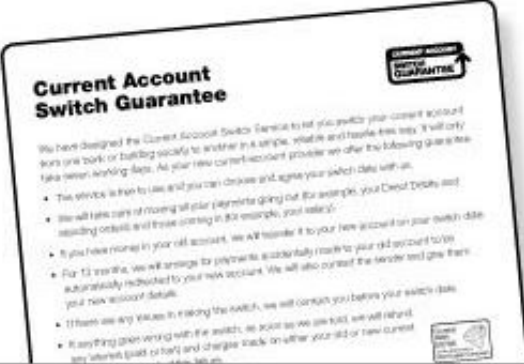 Current Account
Switch Guarantee
CURRENT ACCOUNT
SWITCH
GUARANTEE
We have designed the Current Account Switch Service to let you switch your current account
from one bank or building society to another in a simple, reliable and hassle-free way. It will only
take seven working days. As your new current account provider we offer the following guarantee.
• The service is free to use and you can choose and agree your switch date with us.
• We will take care of moving all your payments going out (for example, your Direct Debits and
standing orders) and those coming in (for example, your salary).
• If you have money in your old account, we will transfer it to your new account on your switch date.
• For 13 months, we will arrange for payments accidentally made to your old account to be
automatically redirected to your new account. We will also contact the sender and give them
your new account details.
• If there are any issues in making the switch, we will contact you before your switch date.
• If anything goes wrong with the switch, as soon as we are told, we will refund
any interest (paid or lost) and charges made on either your old or new current